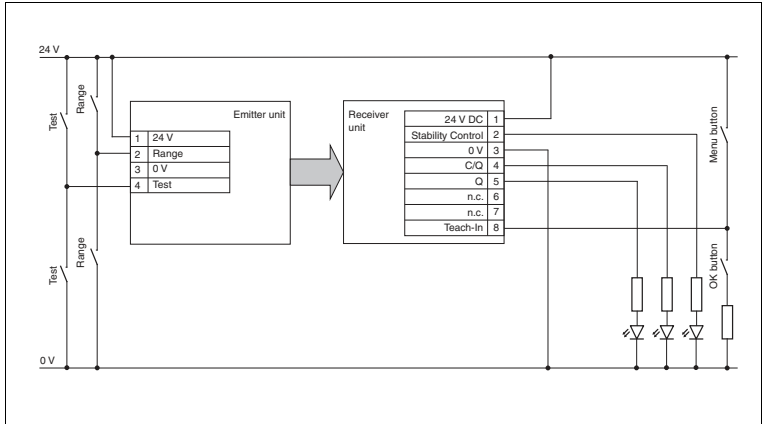 24 V
Test
Range
Emitter unit
1 24 V
2 Range
3 0 V
4 Test
Receiver
unit
24 V DC 1
Stability Control 2
0 V 3
C/Q 4
Q 5
n.c. 6
n.c. 7
Teach-In 8
Menu button
Test
Range
OK button
0 V